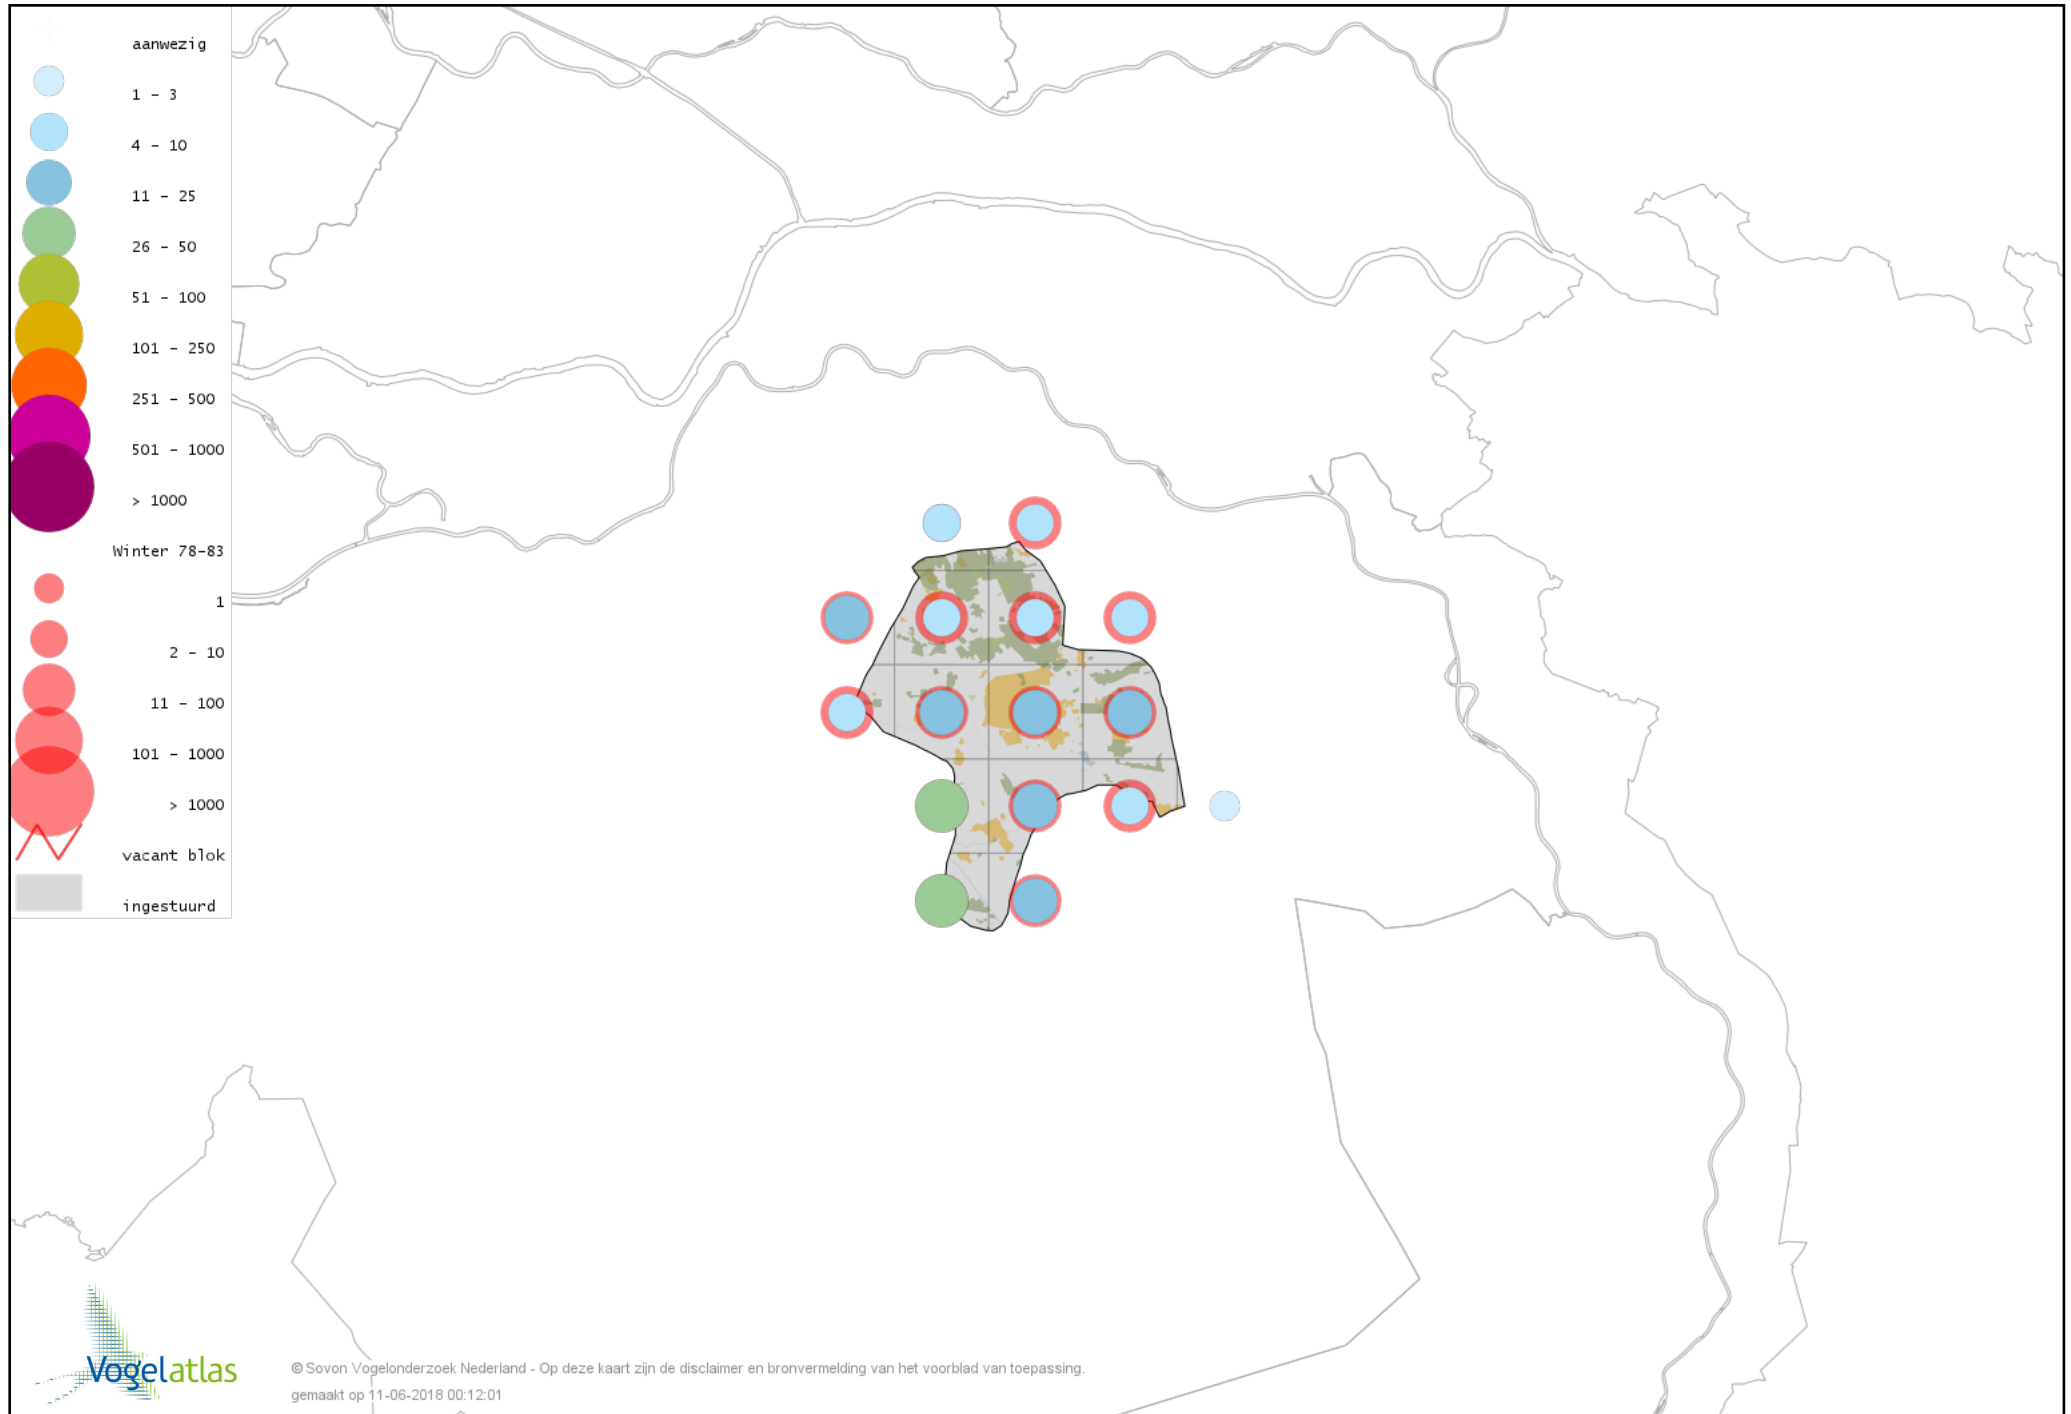 aanwezig
1 - 3
4 - 10
11 - 25
26 - 50
51 - 100
101 - 250
251 - 500
501 - 1000
> 1000
Winter 78-83
1
2 - 10
11 - 100
101 - 1000
> 1000
vacant blok
ingestuurd
Vogelatlas
© Sovon Vogelonderzoek Nederland - Op deze kaart zijn de disclaimer en bronvermelding van het voorblad van toepassing.
gemaakt op 11-06-2018 00:12:01